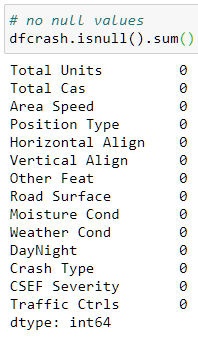 # no null values
dfcrash.isnull().sum()
Total Units 0
Total Cas 0
Area Speed 0
Position Type 0
Horizontal Align 0
Vertical Align 0
Other Feat 0
Road Surface 0
Moisture Cond 0
Weather Cond 0
DayNight 0
Crash Type 0
CSEF Severity 0
Traffic Ctrls 0
dtype: int64